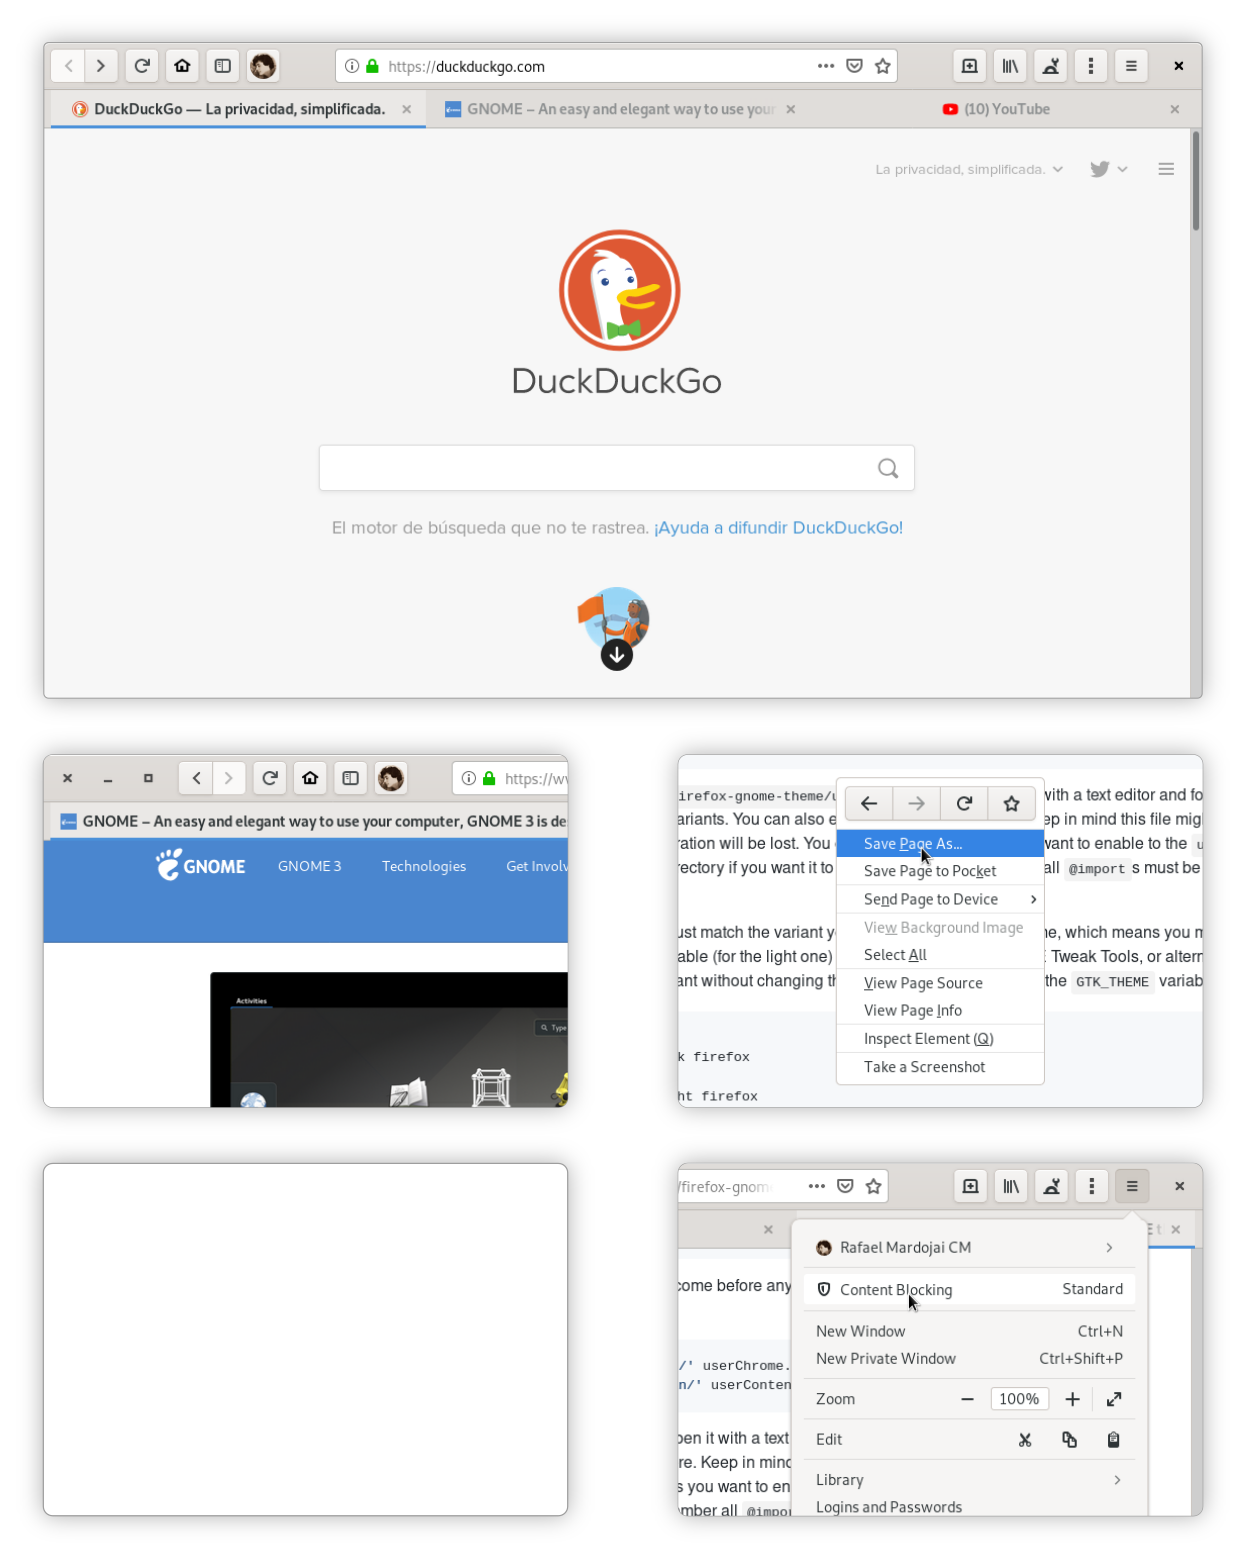 https://duckduckgo.com
DuckDuckGo — La privacidad, simplificada.
GNOME – An easy and elegant way to use your
(10) YouTube
La privacidad, simplificada.
DuckDuckGo
El motor de búsqueda que no te rastrea. ¡Ayuda a difundir DuckDuckGo!
https://w
GNOME – An easy and elegant way to use your computer, GNOME 3 is de
GNOME
GNOME 3
Technologies
Get Involv
Activities
Type
irefox-gnome-theme/u
with a text editor and fo
ariants. You can also e
ep in mind this file mig
ration will be lost. You
want to enable to the
rectory if you want it to
all @import s must be
ust match the variant y
e, which means you m
able (for the light one)
Tweak Tools, or altern
ant without changing th
the GTK_THEME variab
k firefox
ht firefox
Save Page As...
Save Page to Pocket
Send Page to Device
View Background Image
Select All
View Page Source
View Page Info
Inspect Element (Q)
Take a Screenshot
/firefox-gnom
Rafael Mardojai CM
Content Blocking Standard
New Window Ctrl+N
New Private Window Ctrl+Shift+P
Zoom 100%
Edit
Library
Logins and Passwords
come before any
/' userChrome.
n/' userConten
pen it with a text
re. Keep in mind
s you want to en
mber all @impor